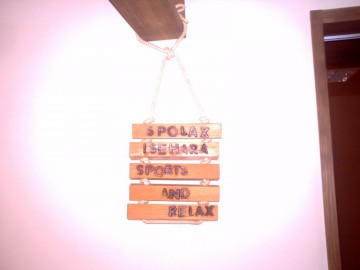 SPOLAX
ISEHARA
SPORTS
AND
RELAX